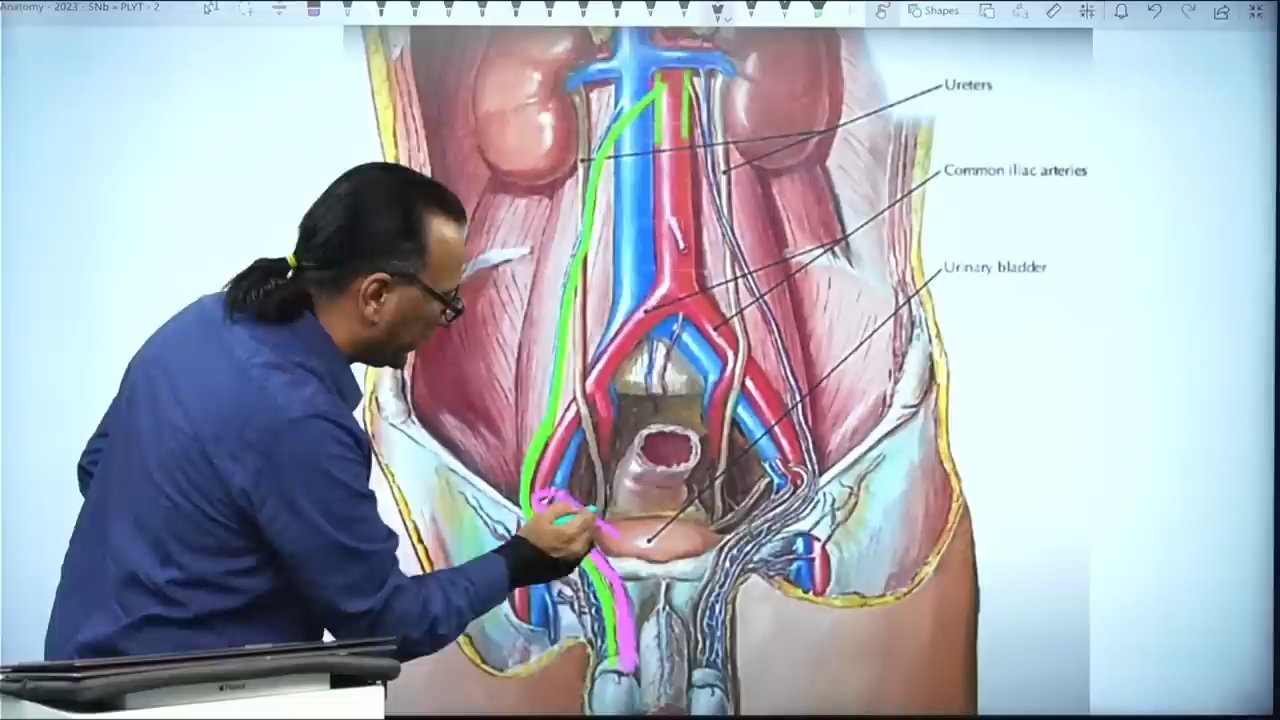 Anatomy - 2023 - SNb + PLYT - 2
Shapes
Ureters
Common iliac arteries
Urinary bladder